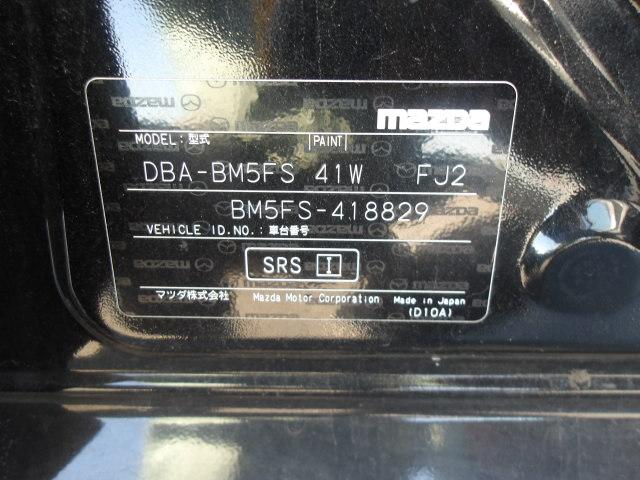 mazda
MODEL:型式 PAINT
DBA-BM5FS 41W FJ2
BM5FS-418829
VEHICLE ID.NO.:車台番号
SRS I
マツダ株式会社 Mazda Motor Corporation Made in Japan
(D10A)